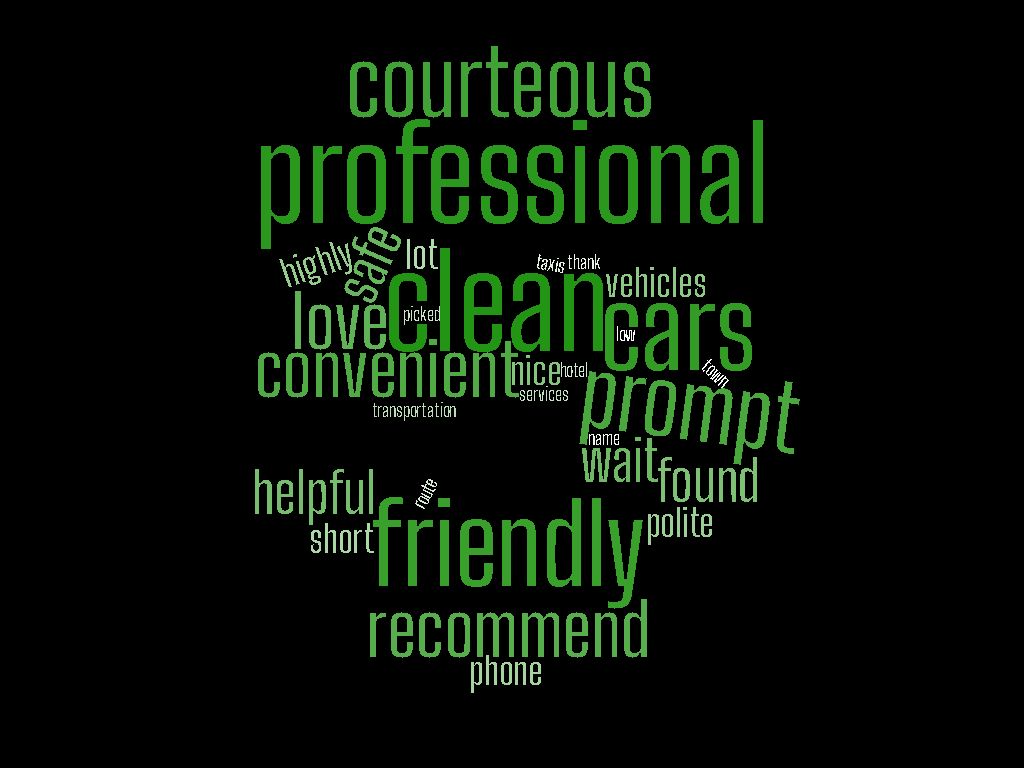 courteous
professional
highly
safe
lot
taxis
thank
clean
vehicles
love
picked
cars
low
convenient
nice
hotel
town
services
prompt
transportation
name
wait
found
helpful
route
short
friendly
polite
recommend
phone